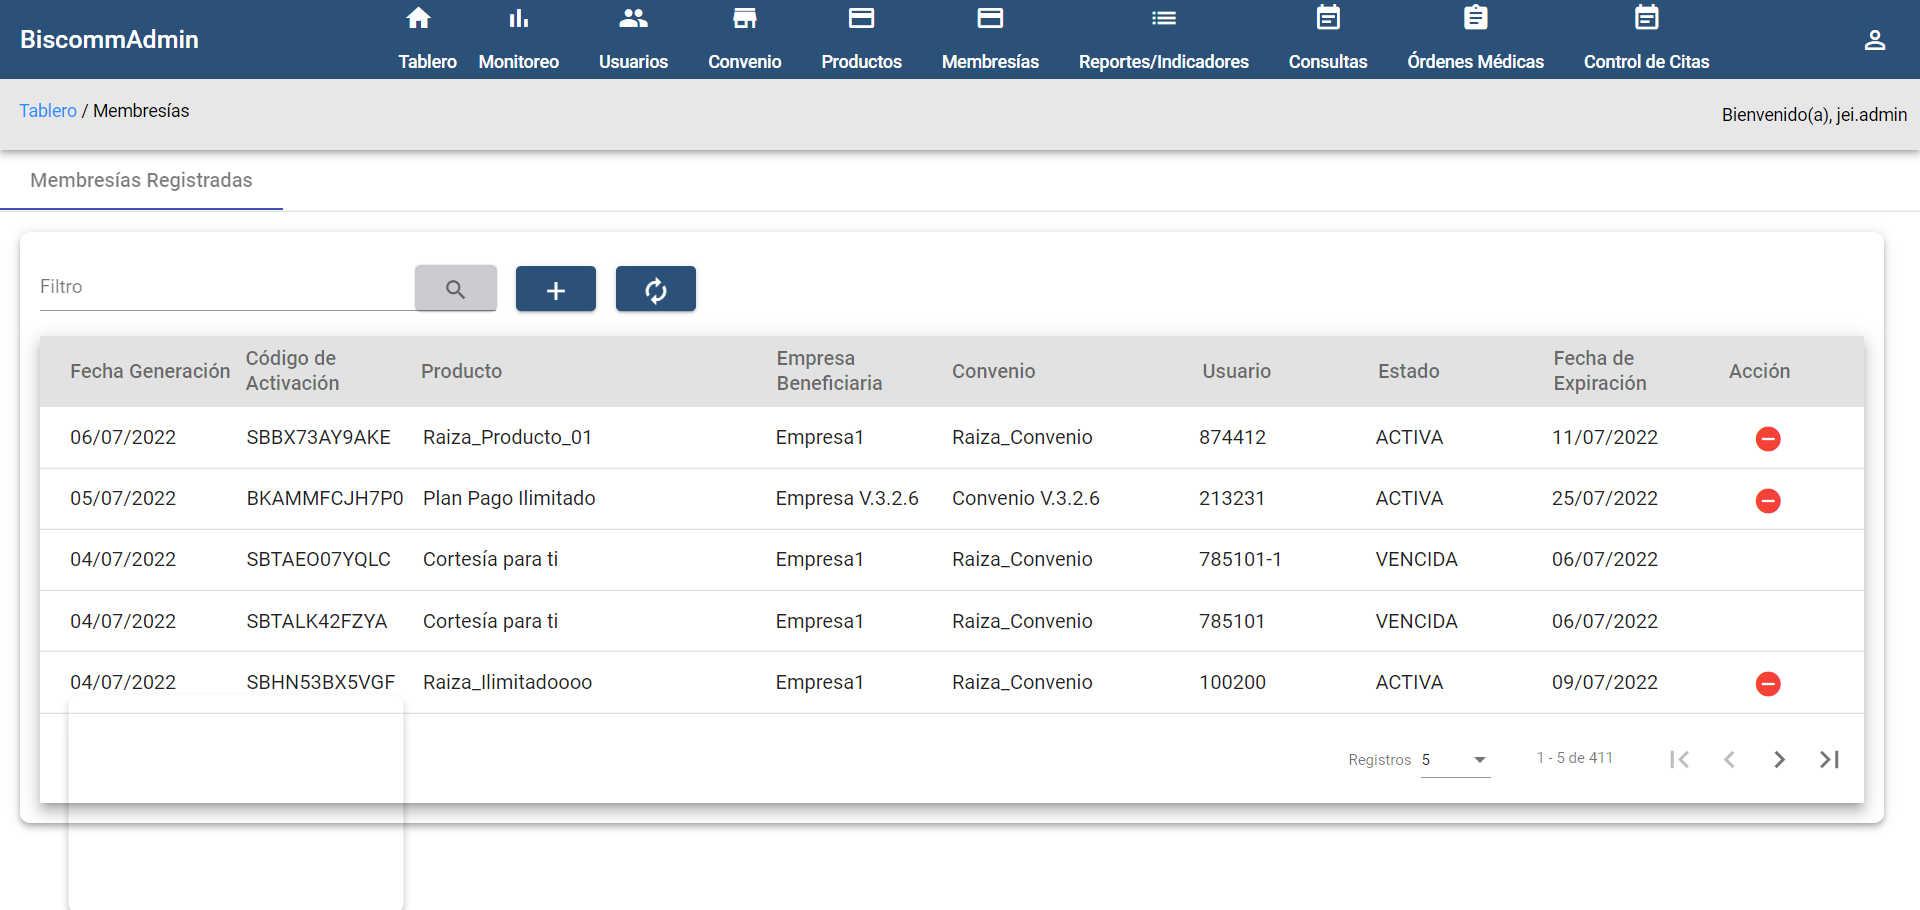 BiscommAdmin
Tablero Monitoreo Usuarios Convenio Productos Membresías Reportes/Indicadores Consultas Órdenes Médicas Control de Citas
Tablero / Membresías
Bienvenido(a), jei.admin
Membresías Registradas
Filtro
Fecha Generación Código de Activación Producto Empresa Beneficiaria Convenio Usuario Estado Fecha de Expiración Acción
06/07/2022 SBBX73AY9AKE Raiza_Producto_01 Empresa1 Raiza_Convenio 874412 ACTIVA 11/07/2022
05/07/2022 BKAMMFCJH7P0 Plan Pago Ilimitado Empresa V.3.2.6 Convenio V.3.2.6 213231 ACTIVA 25/07/2022
04/07/2022 SBTAEO07YQLC Cortesía para ti Empresa1 Raiza_Convenio 785101-1 VENCIDA 06/07/2022
04/07/2022 SBTALK42FZYA Cortesía para ti Empresa1 Raiza_Convenio 785101 VENCIDA 06/07/2022
04/07/2022 SBHN53BX5VGF Raiza_Ilimitadoooo Empresa1 Raiza_Convenio 100200 ACTIVA 09/07/2022
Registros 5 1 - 5 de 411